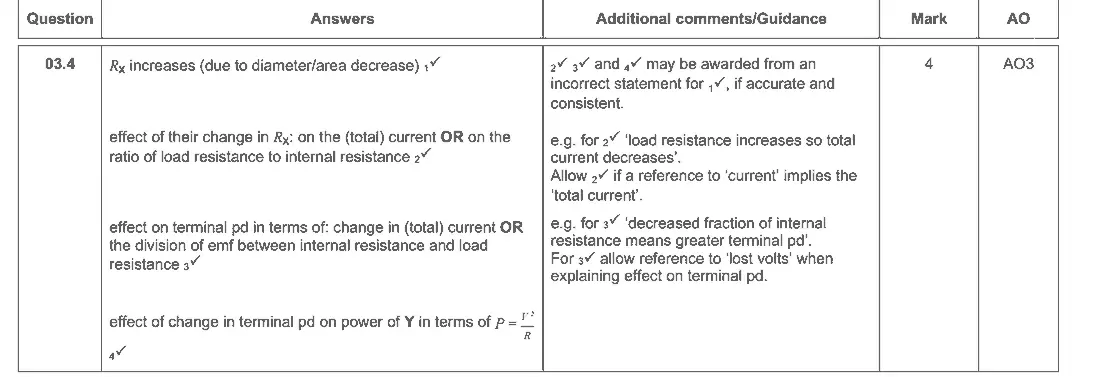 Question Answers Additional comments/Guidance Mark AO
03.4 Rx increases (due to diameter/area decrease) 1✓ 2✓ 3✓ and 4✓ may be awarded from an 4 AO3
incorrect statement for 1✓, if accurate and
consistent.
effect of their change in Rx: on the (total) current OR on the
ratio of load resistance to internal resistance 2✓
e.g. for 2✓ 'load resistance increases so total
current decreases'.
Allow 2✓ if a reference to 'current' implies the
'total current'.
effect on terminal pd in terms of: change in (total) current OR
the division of emf between internal resistance and load
resistance 3✓
e.g. for 3✓ 'decreased fraction of internal
resistance means greater terminal pd'.
For 3✓ allow reference to 'lost volts' when
explaining effect on terminal pd.
effect of change in terminal pd on power of Y in terms of P = V²/R
4✓